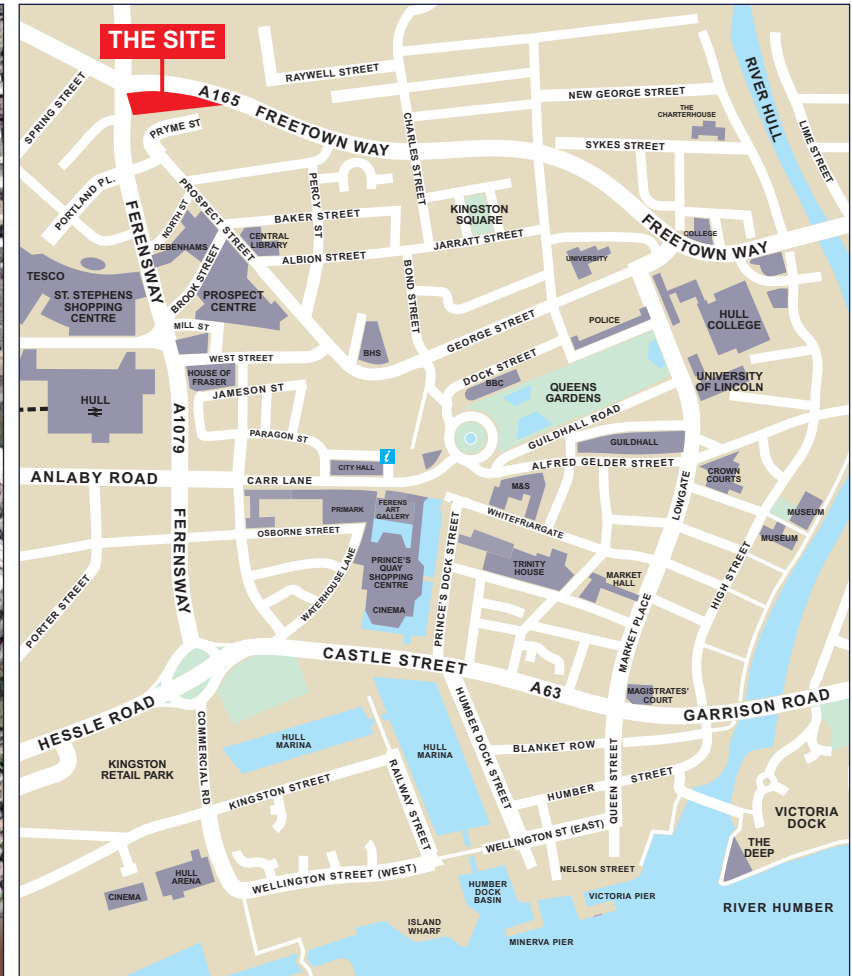 THE SITE
RAYWELL STREET
SPRING STREET
A165
FREETOWN WAY
PRYME ST
PORTLAND PL.
NORTH ST
PROSPECT STREET
PERCY ST
CHARLES STREET
NEW GEORGE STREET
THE
CHARTERHOUSE
SYKES STREET
RIVER HULL
LIME STREET
KINGSTON
SQUARE
BAKER STREET
CENTRAL
LIBRARY
ALBION STREET
JARRATT STREET
FREETOWN WAY
COLLEGE
UNIVERSITY
FERENSWAY
DEBENHAMS
BROOK STREET
TESCO
ST. STEPHENS
SHOPPING
CENTRE
PROSPECT
CENTRE
MILL ST
BOND STREET
GEORGE STREET
POLICE
HULL
COLLEGE
BHS
WEST STREET
HOUSE OF
FRASER
DOCK STREET
BBC
QUEENS
GARDENS
UNIVERSITY
OF LINCOLN
HULL
A1079
JAMESON ST
PARAGON ST
i
CITY HALL
GUILDHALL ROAD
GUILDHALL
ALFRED GELDER STREET
ANLABY ROAD
CARR LANE
M&S
LOWGATE
CROWN
COURTS
PRIMARK
FERENS
ART
GALLERY
WHITEFRIARGATE
MUSEUM
MUSEUM
OSBORNE STREET
FERENSWAY
WATERHOUSE LANE
PRINCE'S
QUAY
SHOPPING
CENTRE
CINEMA
PRINCE'S DOCK STREET
TRINITY
HOUSE
MARKET
HALL
HIGH STREET
PORTER STREET
MARKET PLACE
CASTLE STREET
A63
MAGISTRATES'
COURT
GARRISON ROAD
HESSLE ROAD
COMMERCIAL RD
HULL
MARINA
HULL
MARINA
HUMBER DOCK STREET
BLANKET ROW
KINGSTON
RETAIL PARK
KINGSTON STREET
RAILWAY STREET
HUMBER STREET
QUEEN STREET
VICTORIA
DOCK
WELLINGTON ST (EAST)
THE
DEEP
HULL
ARENA
CINEMA
WELLINGTON STREET (WEST)
NELSON STREET
HUMBER
DOCK
BASIN
VICTORIA PIER
RIVER HUMBER
ISLAND
WHARF
MINERVA PIER